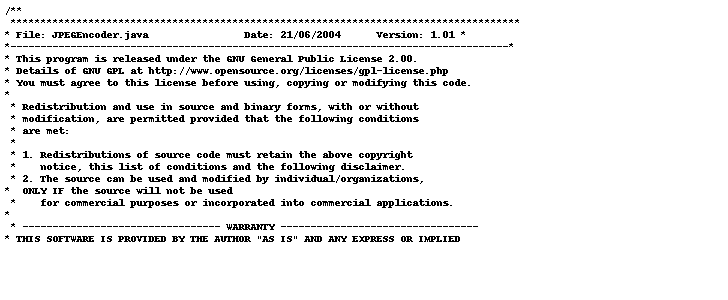 /**
 *************************************************************************************
* File: JPEGEncoder.java                Date: 21/06/2004      Version: 1.01 *
*-----------------------------------------------------------------------------------*
* This program is released under the GNU General Public License 2.00.
* Details of GNU GPL at http://www.opensource.org/licenses/gpl-license.php
* You must agree to this license before using, copying or modifying this code.
*
 * Redistribution and use in source and binary forms, with or without
 * modification, are permitted provided that the following conditions
 * are met:
 *
 * 1. Redistributions of source code must retain the above copyright
 *    notice, this list of conditions and the following disclaimer.
 * 2. The source can be used and modified by individual/organizations,
*  ONLY IF the source will not be used
 *    for commercial purposes or incorporated into commercial applications.
*
 * --------------------------------- WARRANTY ---------------------------------
* THIS SOFTWARE IS PROVIDED BY THE AUTHOR "AS IS" AND ANY EXPRESS OR IMPLIED